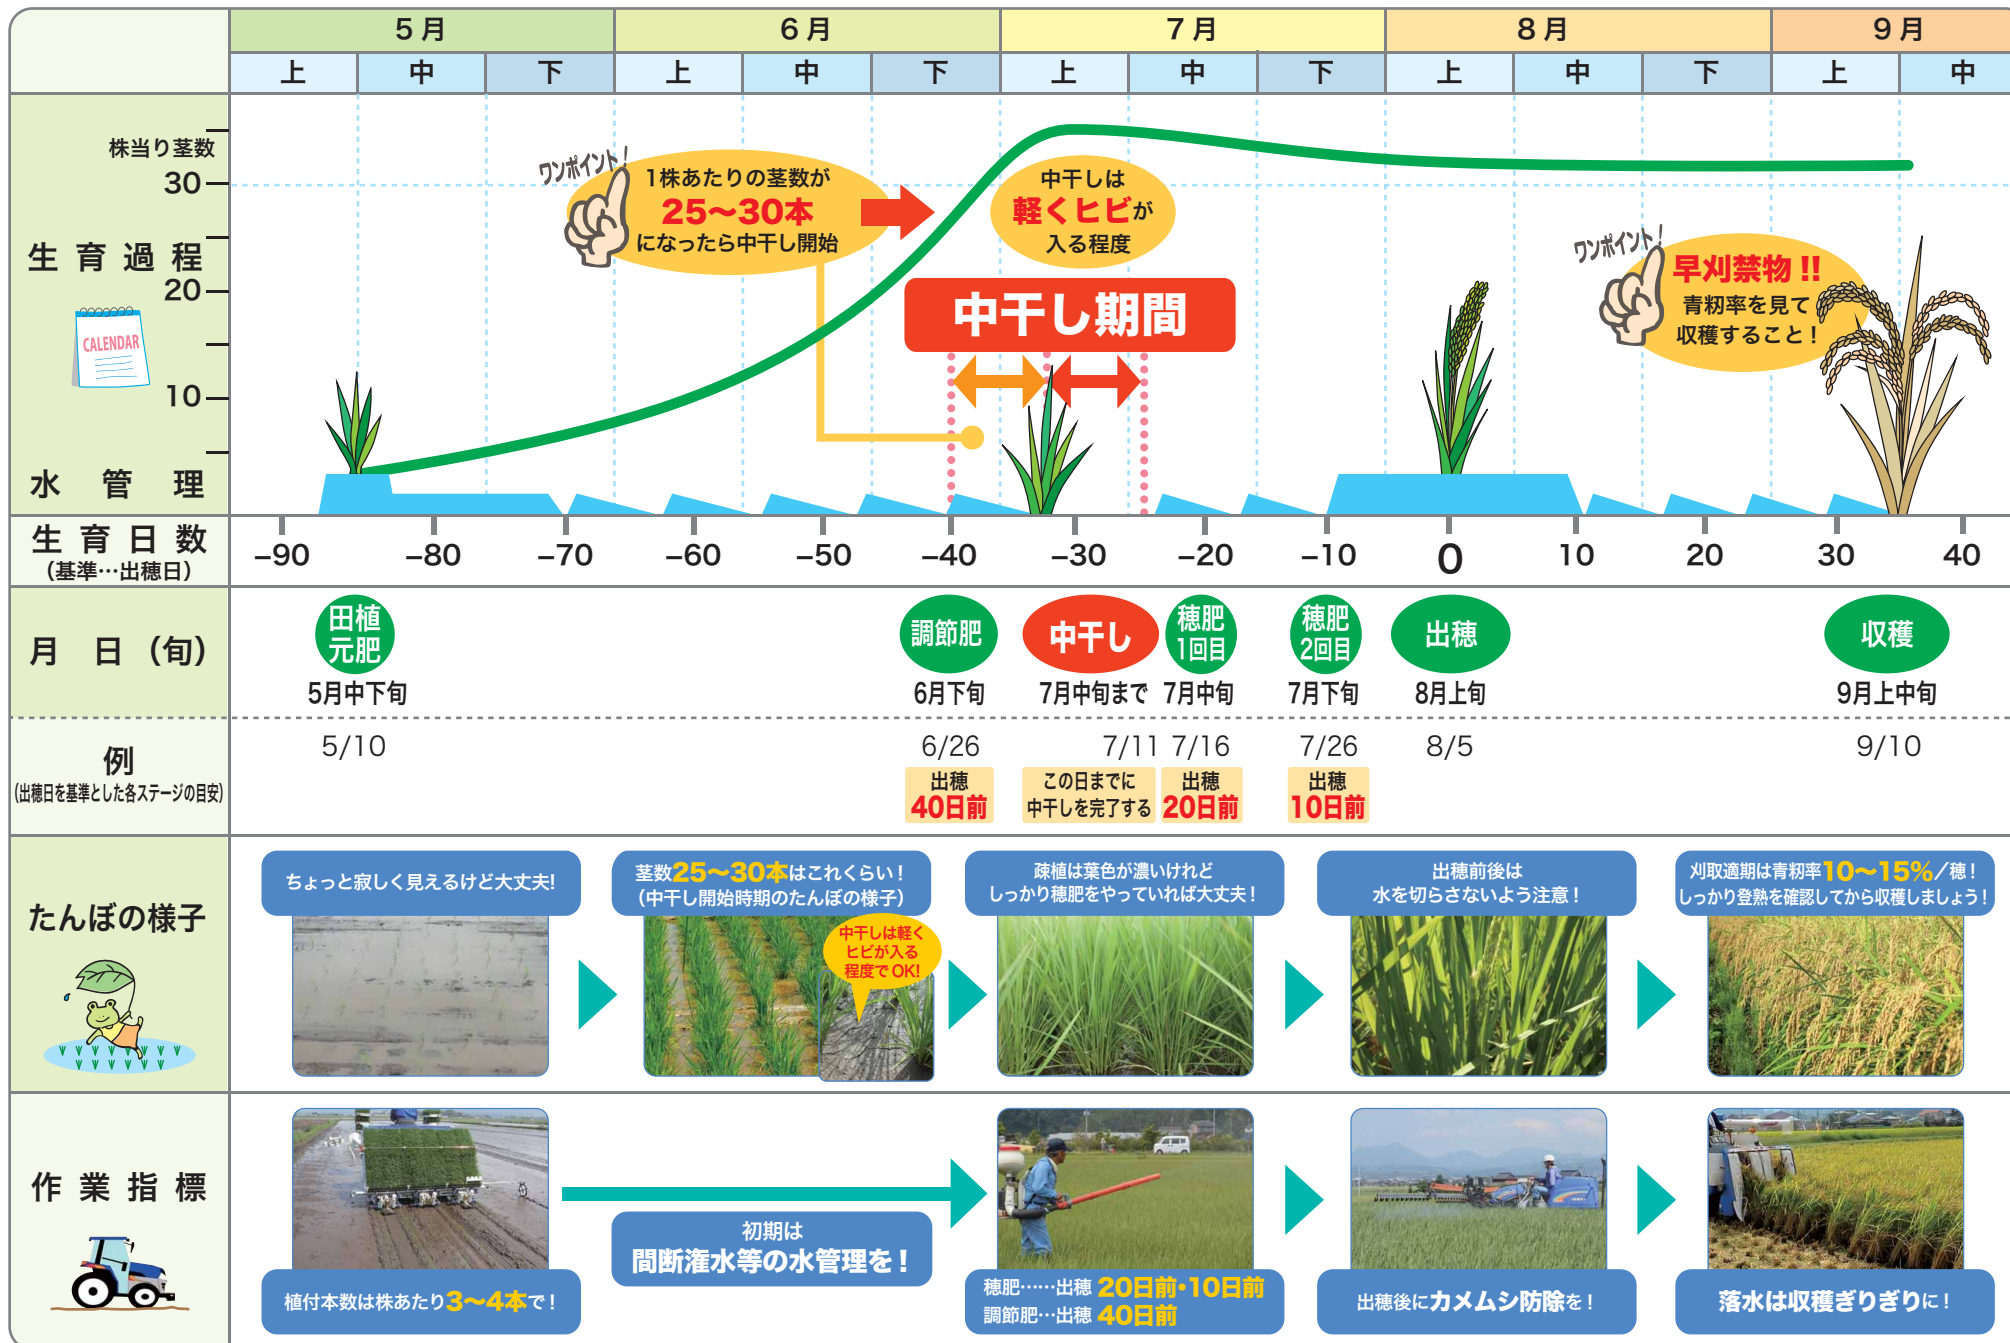 5月
6月
7月
8月
9月
上
中
下
上
中
下
上
中
下
上
中
下
上
中
株当り茎数
30
20
10
生育過程
CALENDAR
水管理
ワンポイント！
1株あたりの茎数が
25〜30本
になったら中干し開始
中干しは
軽くヒビが
入る程度
中干し期間
ワンポイント！
早刈禁物!!
青籾率を見て
収穫すること！
生育日数
（基準…出穂日）
−90
−80
−70
−60
−50
−40
−30
−20
−10
0
10
20
30
40
月日（旬）
田植
元肥
5月中下旬
調節肥
6月下旬
中干し
7月中旬まで
穂肥
1回目
7月中旬
穂肥
2回目
7月下旬
出穂
8月上旬
収穫
9月上中旬
例
（出穂日を基準とした各ステージの目安）
5/10
6/26
出穂
40日前
7/11
この日までに
中干しを完了する
7/16
出穂
20日前
7/26
出穂
10日前
8/5
9/10
たんぼの様子
ちょっと寂しく見えるけど大丈夫!
茎数25〜30本はこれくらい！
（中干し開始時期のたんぼの様子）
中干しは軽く
ヒビが入る
程度でOK!
疎植は葉色が濃いけれど
しっかり穂肥をやっていれば大丈夫！
出穂前後は
水を切らさないよう注意！
刈取適期は青籾率10〜15%／穂！
しっかり登熟を確認してから収穫しましょう！
作業指標
植付本数は株あたり3〜4本で！
初期は
間断潅水等の水管理を！
穂肥……出穂 20日前・10日前
調節肥…出穂 40日前
出穂後にカメムシ防除を！
落水は収穫ぎりぎりに！